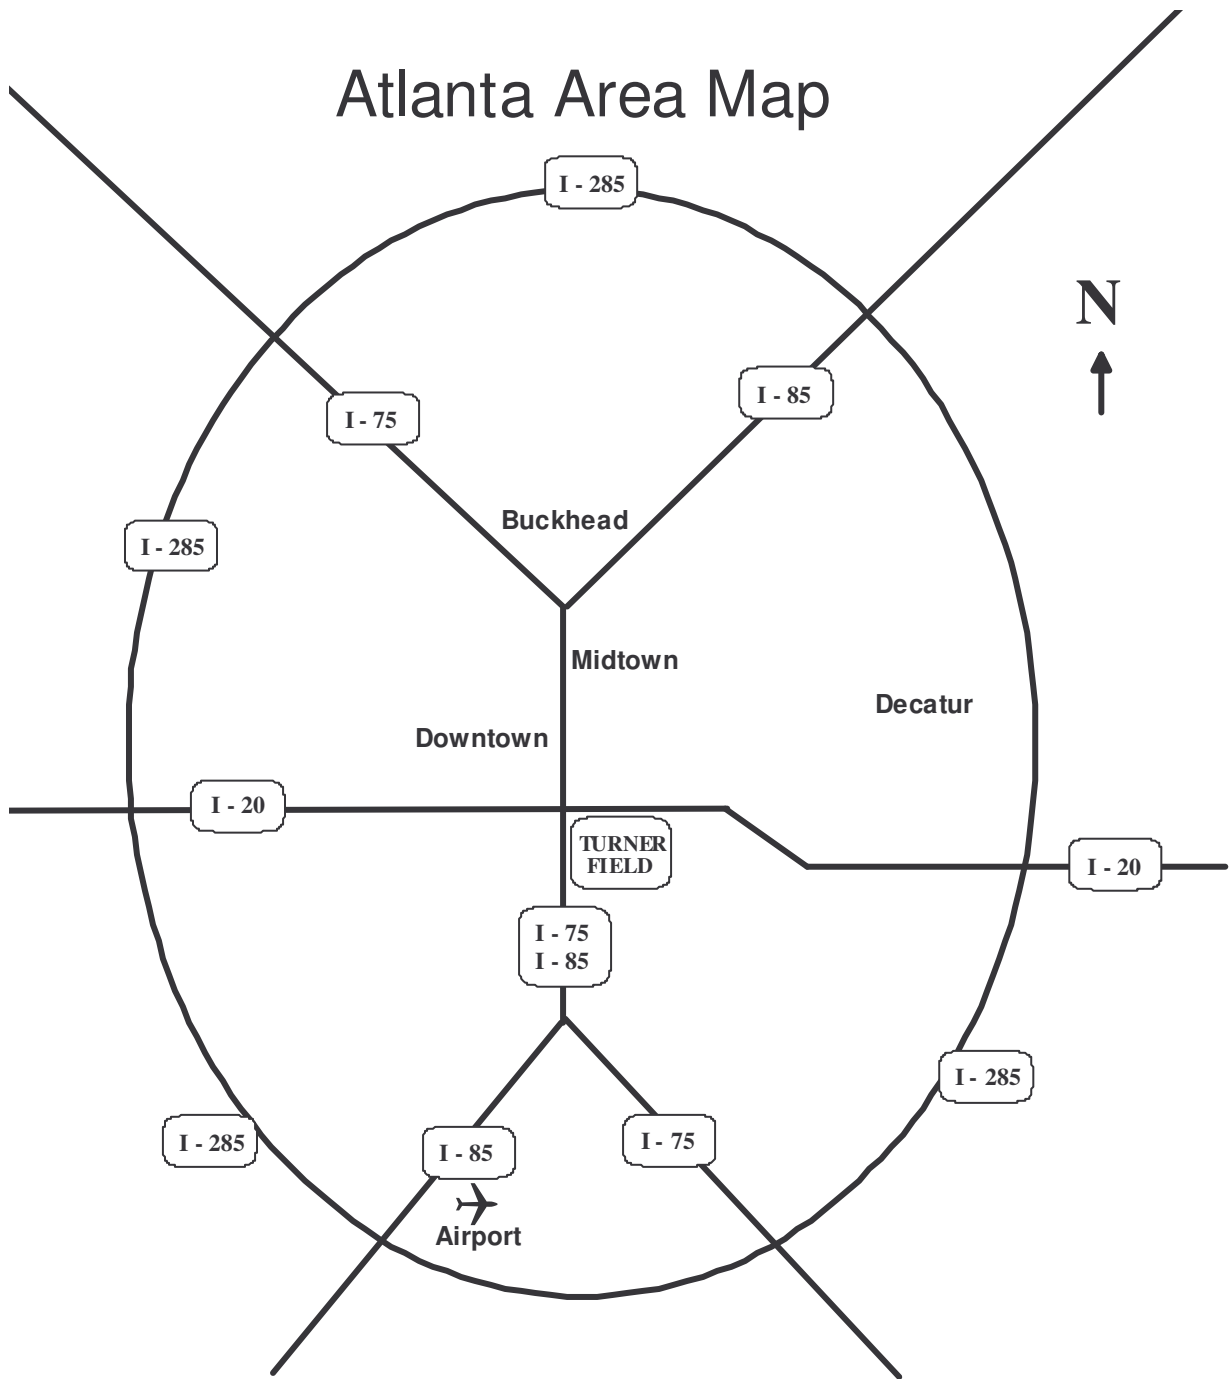 Atlanta Area Map
I - 285
N
I - 85
I - 75
Buckhead
I - 285
Midtown
Decatur
Downtown
I - 20
TURNER
FIELD
I - 20
I - 75
I - 85
I - 285
I - 285
I - 85
I - 75
Airport